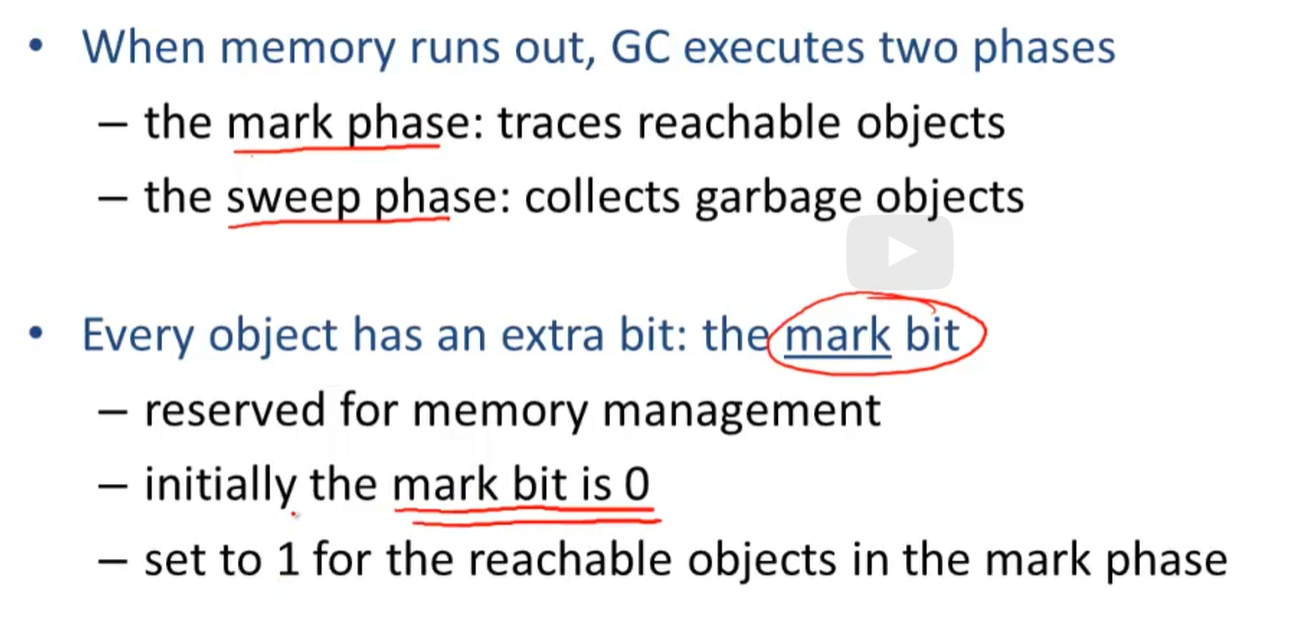 • When memory runs out, GC executes two phases
– the mark phase: traces reachable objects
– the sweep phase: collects garbage objects
• Every object has an extra bit: the mark bit
– reserved for memory management
– initially the mark bit is 0
– set to 1 for the reachable objects in the mark phase